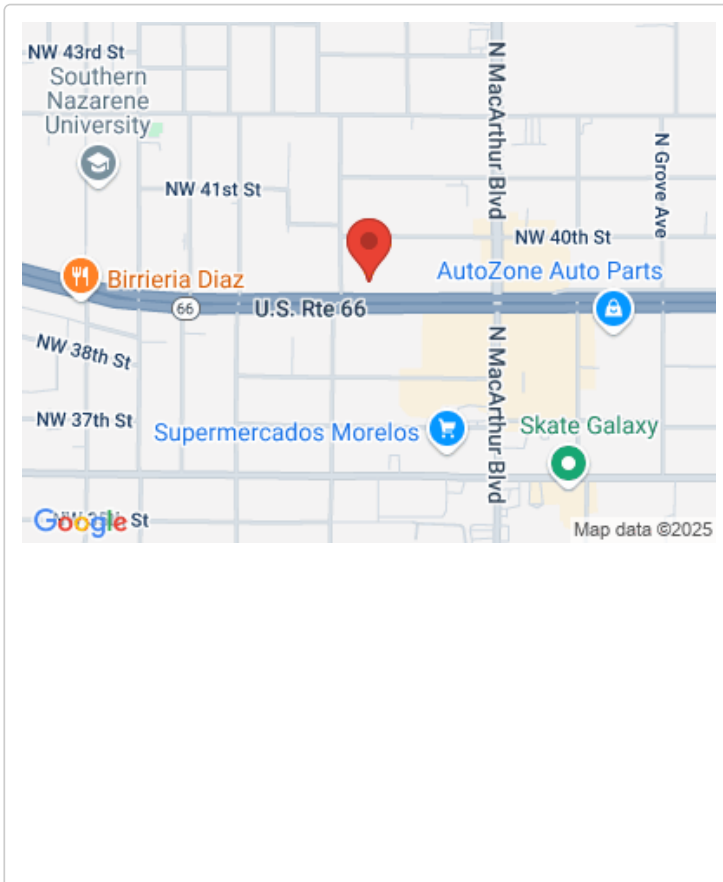 NW 43rd St
Southern
Nazarene
University
N MacArthur Blvd
N Grove Ave
NW 41st St
NW 40th St
Birrieria Diaz
AutoZone Auto Parts
66
U.S. Rte 66
NW 38th St
N MacArthur Blvd
NW 37th St
Supermercados Morelos
Skate Galaxy
Google
St
Map data ©2025